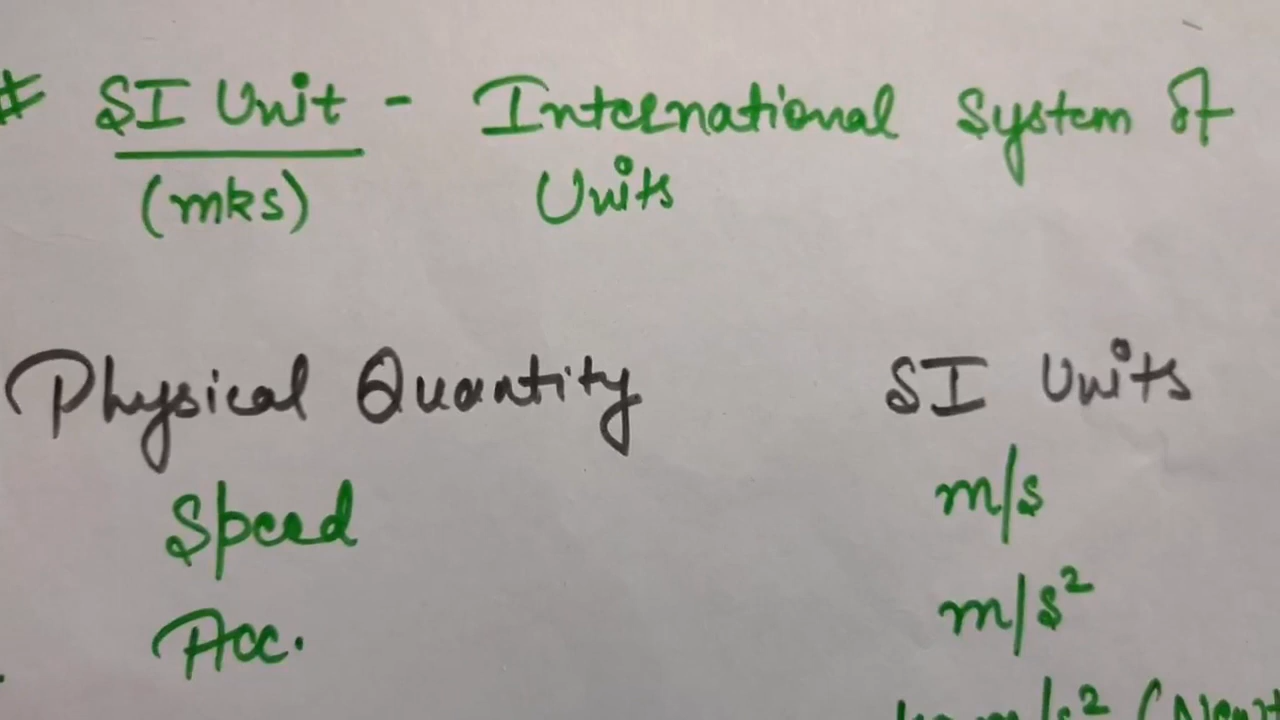 # SI Unit - International System of
(mks) Units
Physical Quantity SI Units
Speed m/s
Acc. m/s²